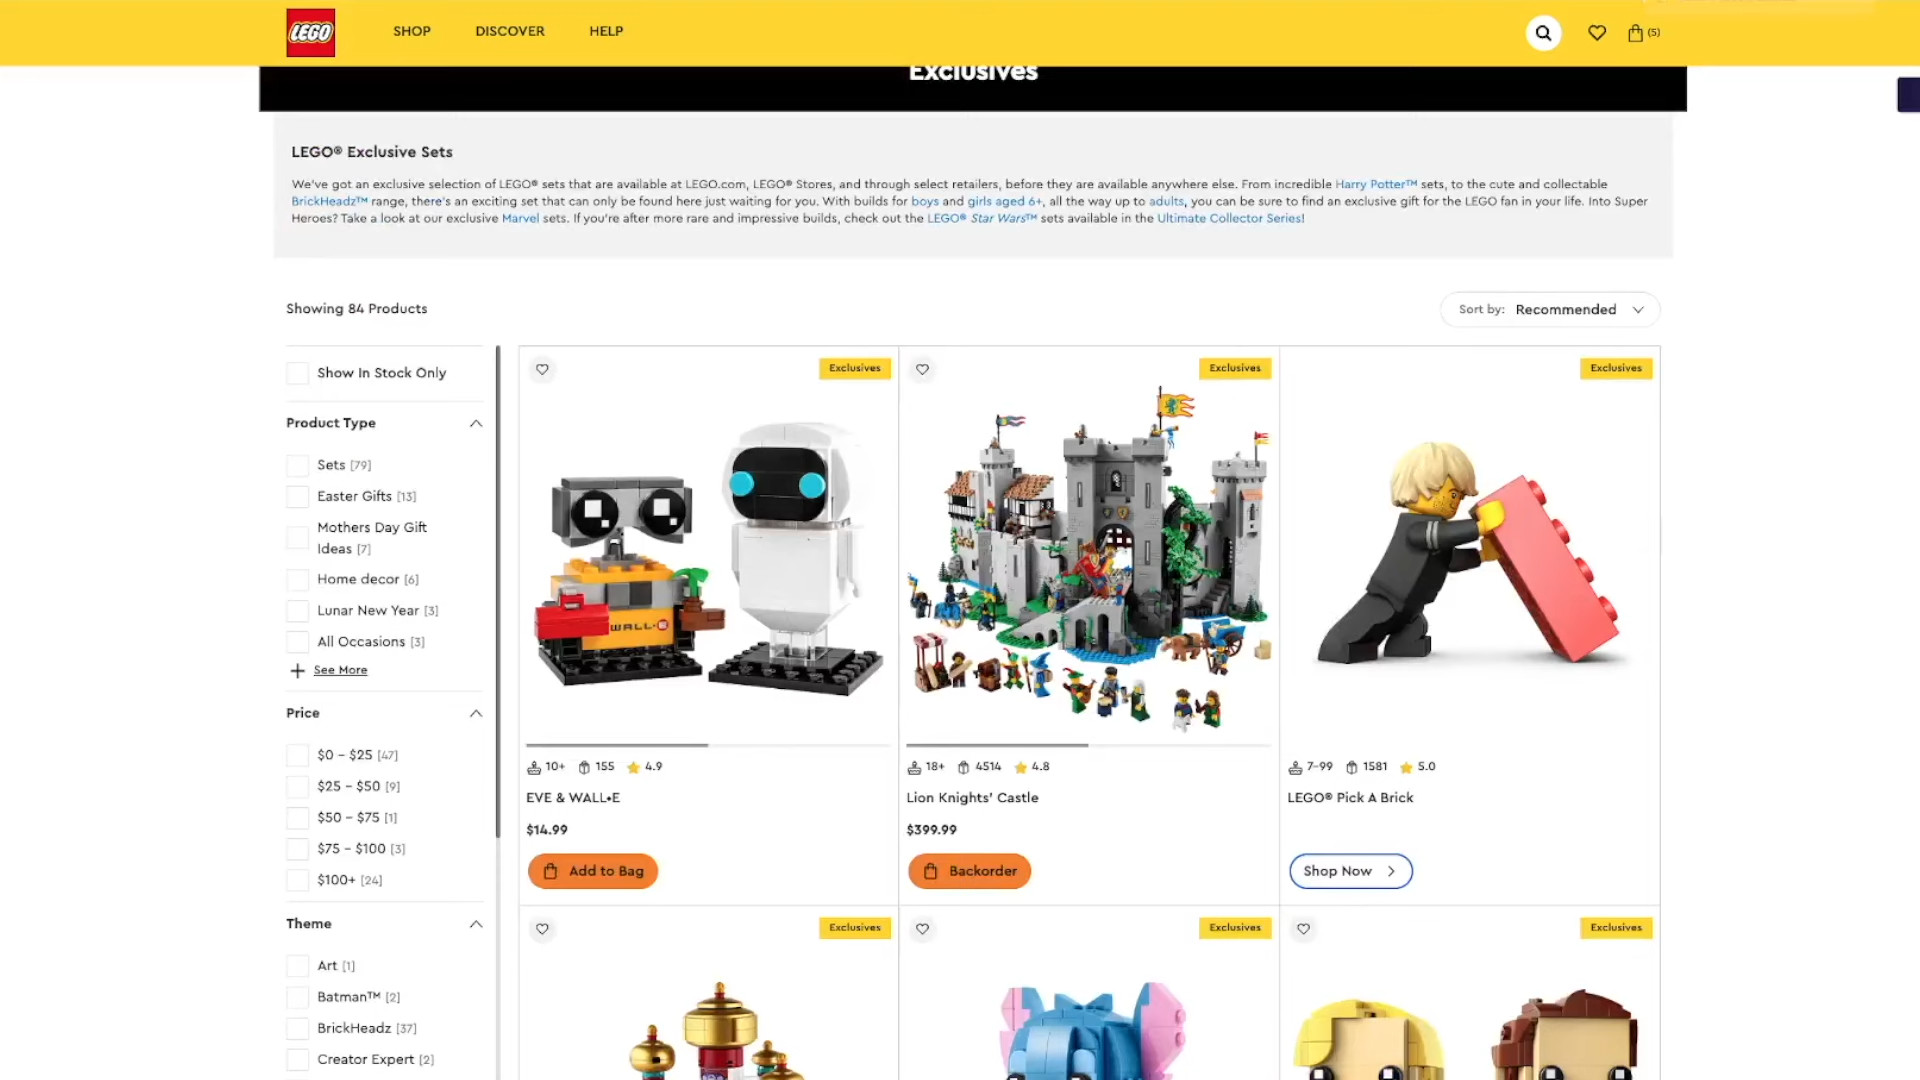 LEGO
SHOP
DISCOVER
HELP
(5)
Exclusives
LEGO® Exclusive Sets
We've got an exclusive selection of LEGO® sets that are available at LEGO.com, LEGO® Stores, and through select retailers, before they are available anywhere else. From incredible Harry Potter™ sets, to the cute and collectable
BrickHeadz™ range, there's an exciting set that can only be found here just waiting for you. With builds for boys and girls aged 6+, all the way up to adults, you can be sure to find an exclusive gift for the LEGO fan in your life. Into Super
Heroes? Take a look at our exclusive Marvel sets. If you're after more rare and impressive builds, check out the LEGO® Star Wars™ sets available in the Ultimate Collector Series!
Showing 84 Products
Sort by: Recommended
Show In Stock Only
Product Type
Sets [79]
Easter Gifts [13]
Mothers Day Gift
Ideas [7]
Home decor [6]
Lunar New Year [3]
All Occasions [3]
See More
Price
$0 – $25 [47]
$25 – $50 [9]
$50 – $75 [1]
$75 – $100 [3]
$100+ [24]
Theme
Art [1]
Batman™ [2]
BrickHeadz [37]
Creator Expert [2]
Exclusives
WALL•E
10+ 155 4.9
EVE & WALL•E
$14.99
Add to Bag
Exclusives
18+ 4514 4.8
Lion Knights' Castle
$399.99
Backorder
Exclusives
7-99 1581 5.0
LEGO® Pick A Brick
Shop Now
Exclusives
Exclusives
Exclusives